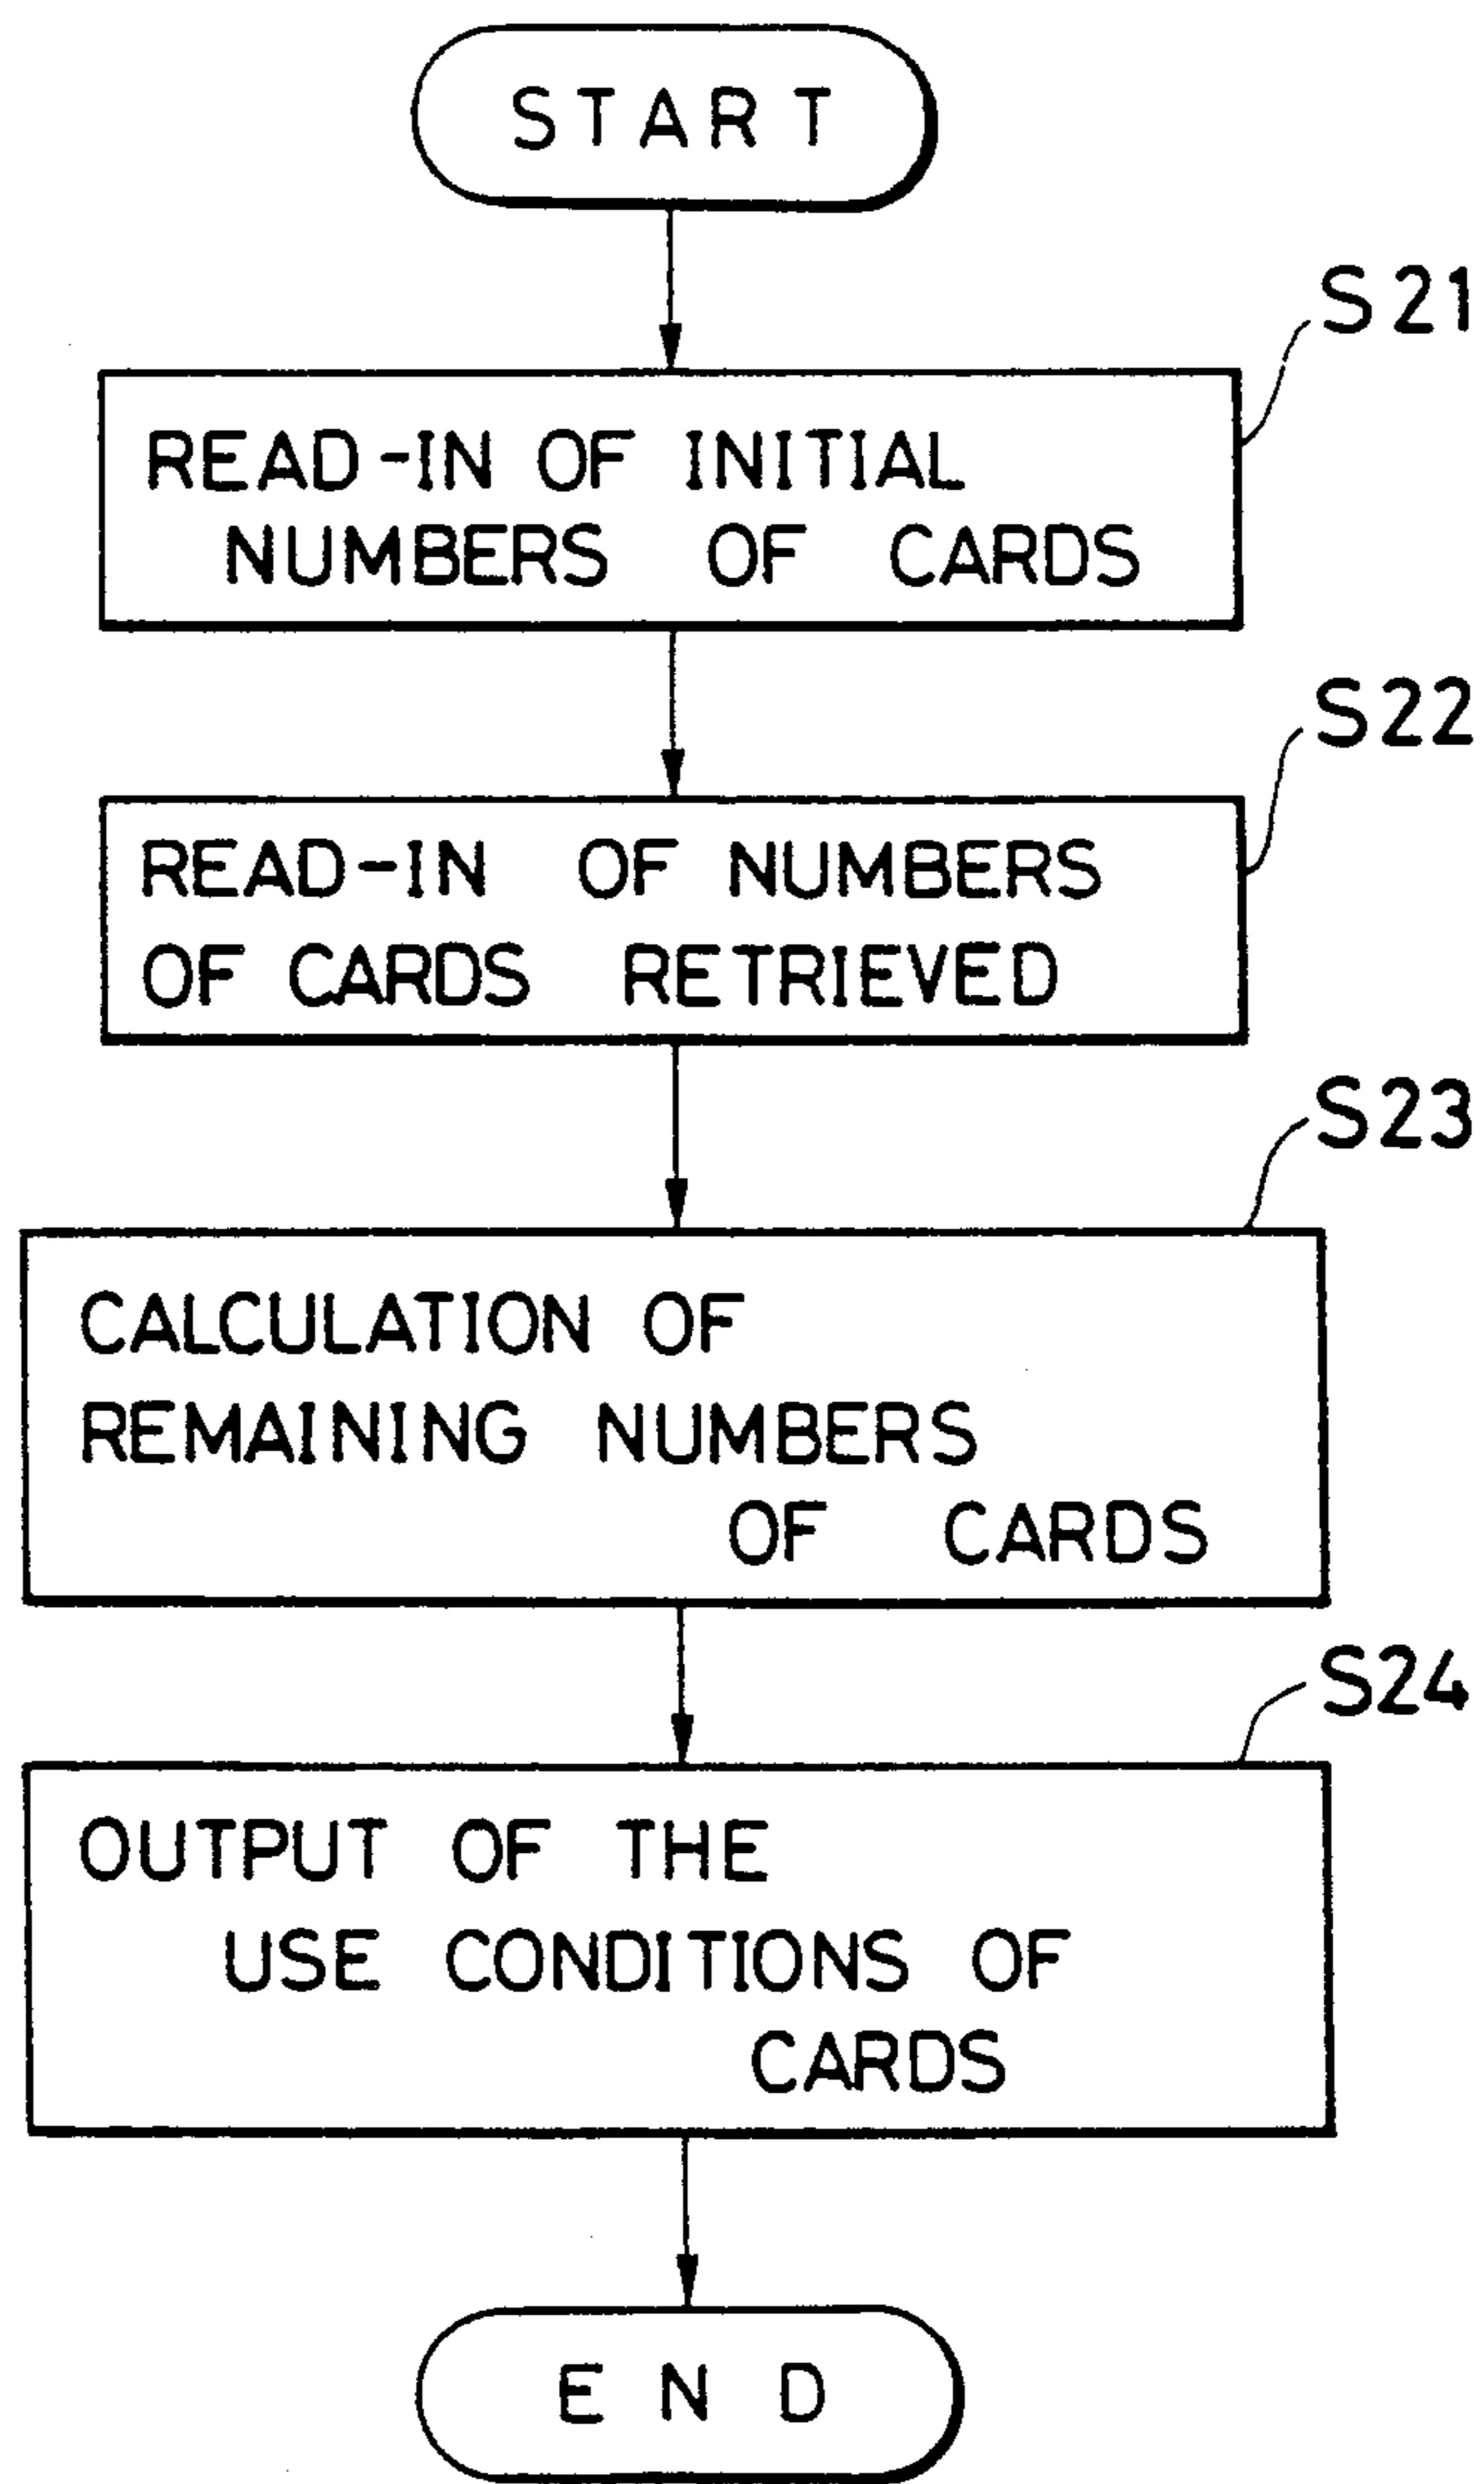 START
S21
READ-IN OF INITIAL
NUMBERS OF CARDS
S22
READ-IN OF NUMBERS
OF CARDS RETRIEVED
S23
CALCULATION OF
REMAINING NUMBERS
OF CARDS
S24
OUTPUT OF THE
USE CONDITIONS OF
CARDS
END